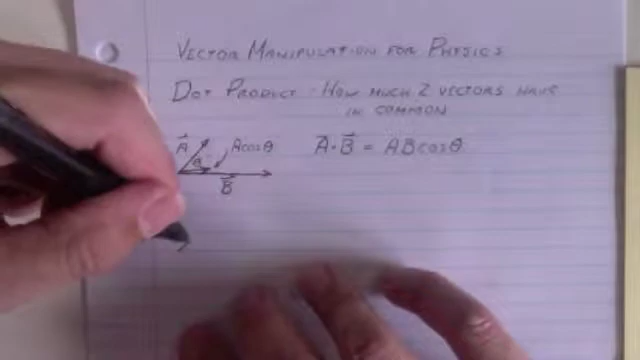 VECTOR MANIPULATION FOR PHYSICS
DOT PRODUCT - HOW MUCH 2 VECTORS HAVE
IN COMMON
A⃗ θ Acosθ
B⃗
A⃗ · B⃗ = ABcosθ